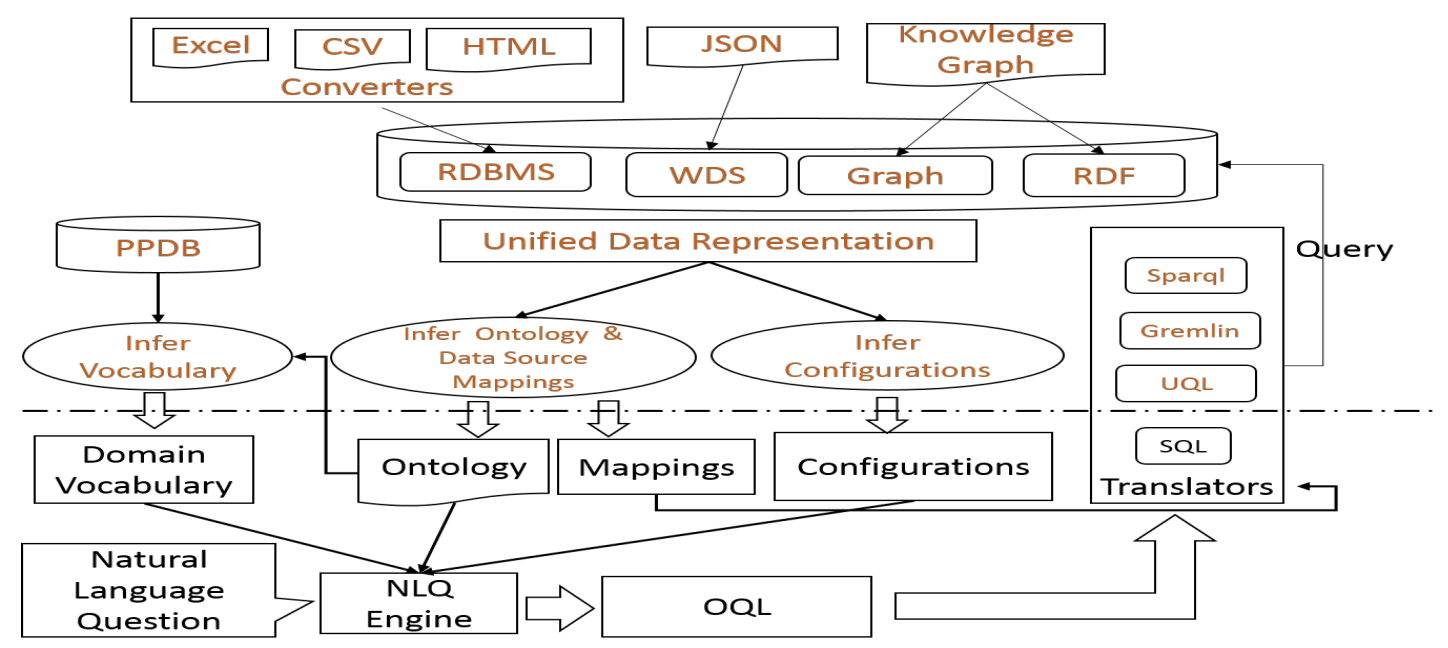 Excel
CSV
HTML
Converters
JSON
Knowledge
Graph
RDBMS
WDS
Graph
RDF
PPDB
Unified Data Representation
Query
Sparql
Gremlin
UQL
SQL
Translators
Infer
Vocabulary
Infer Ontology &
Data Source
Mappings
Infer
Configurations
Domain
Vocabulary
Ontology
Mappings
Configurations
Natural
Language
Question
NLQ
Engine
OQL